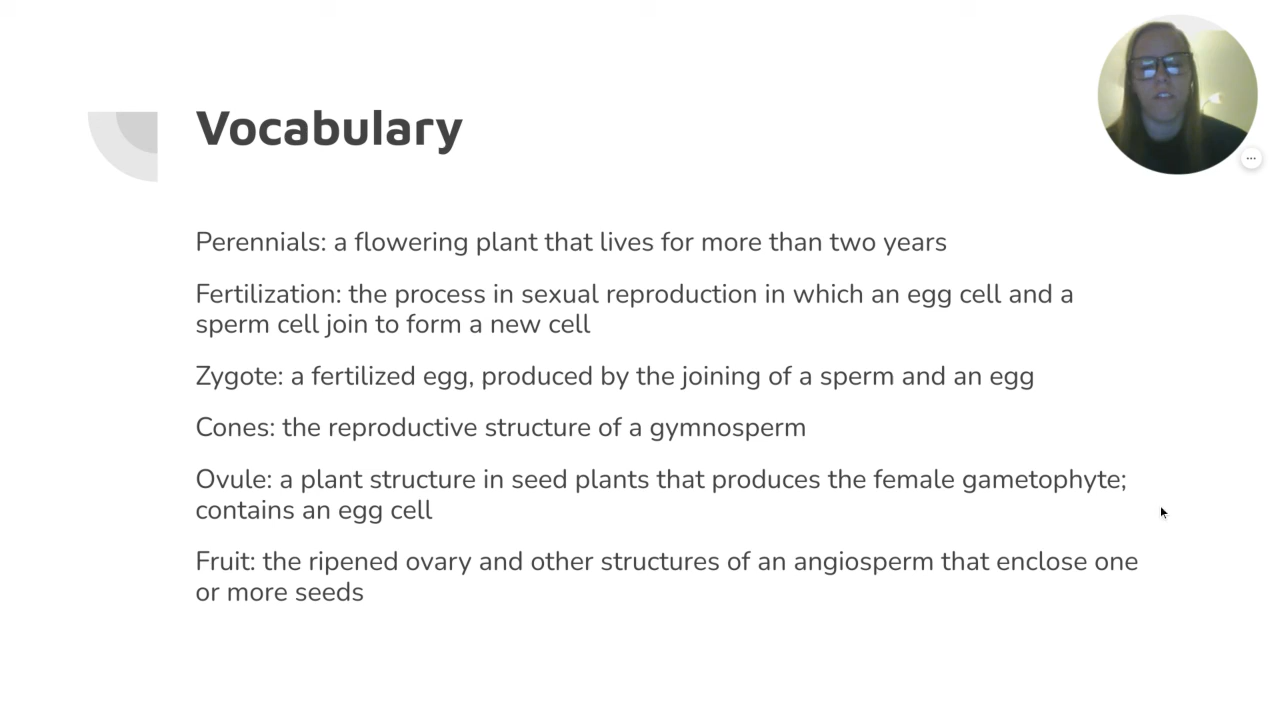 Vocabulary
Perennials: a flowering plant that lives for more than two years
Fertilization: the process in sexual reproduction in which an egg cell and a
sperm cell join to form a new cell
Zygote: a fertilized egg, produced by the joining of a sperm and an egg
Cones: the reproductive structure of a gymnosperm
Ovule: a plant structure in seed plants that produces the female gametophyte;
contains an egg cell
Fruit: the ripened ovary and other structures of an angiosperm that enclose one
or more seeds